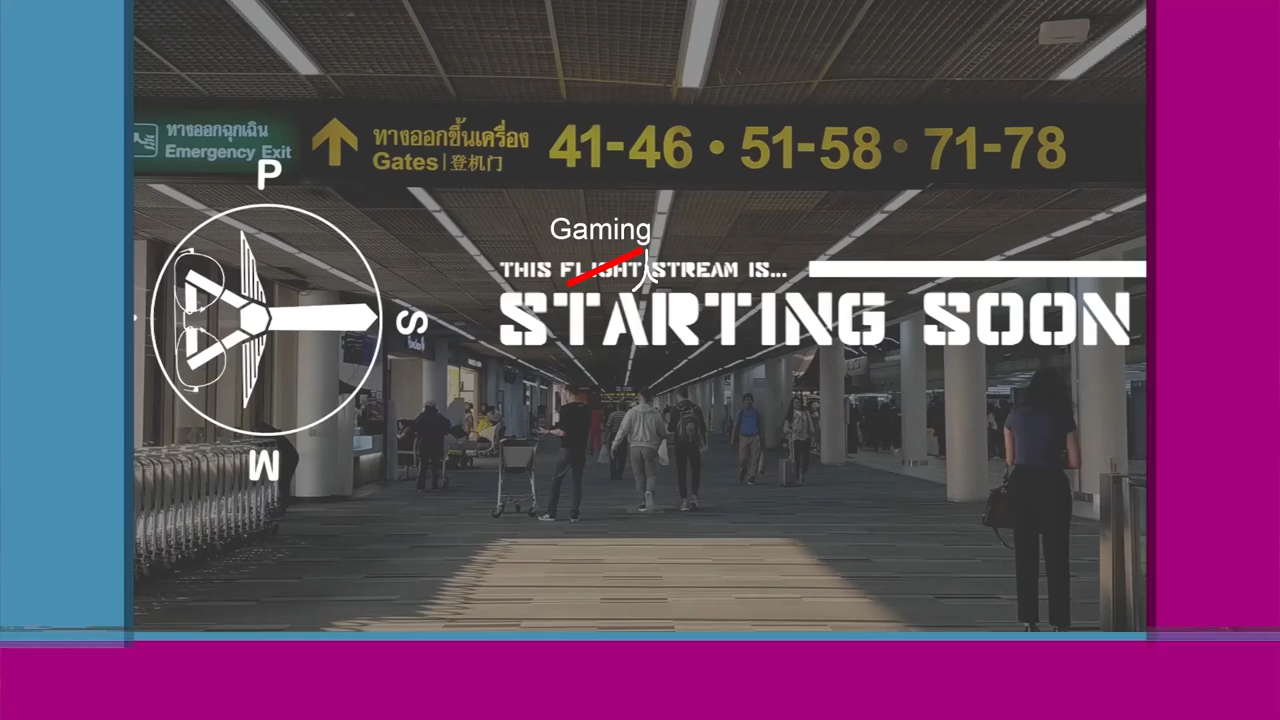 ทางออกฉุกเฉิน
Emergency Exit
ทางออกขึ้นเครื่อง
Gates | 登机门
41-46 • 51-58 • 71-78
P
S
M
Gaming
THIS FLIGHT STREAM IS...
STARTING SOON